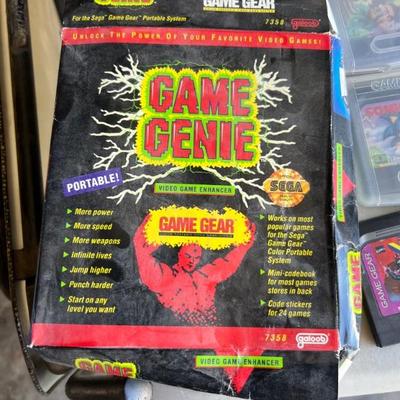 GAME GEAR
For the Sega™ Game Gear™ Portable System
7358
galoob
UNLOCK THE POWER OF YOUR FAVORITE VIDEO GAMES!
GAME
GENIE
PORTABLE!
VIDEO GAME ENHANCER
SEGA
GAME GEAR
More power
More speed
More weapons
Infinite lives
Jump higher
Punch harder
Start on any
level you want
Works on most
popular games
for the Sega™
Game Gear™
Color Portable
System
Mini-codebook
for most games
stores in back
Code stickers
for 24 games
7358
galoob
GAME
VIDEO GAME ENHANCER
GAME GEAR